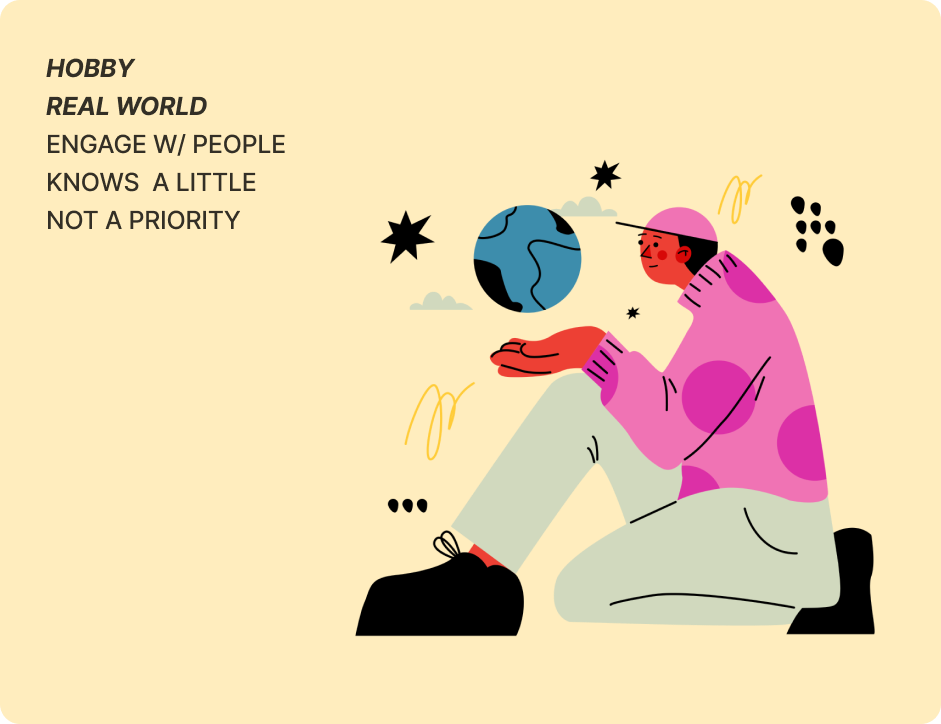 HOBBY
REAL WORLD
ENGAGE W/ PEOPLE
KNOWS  A LITTLE
NOT A PRIORITY